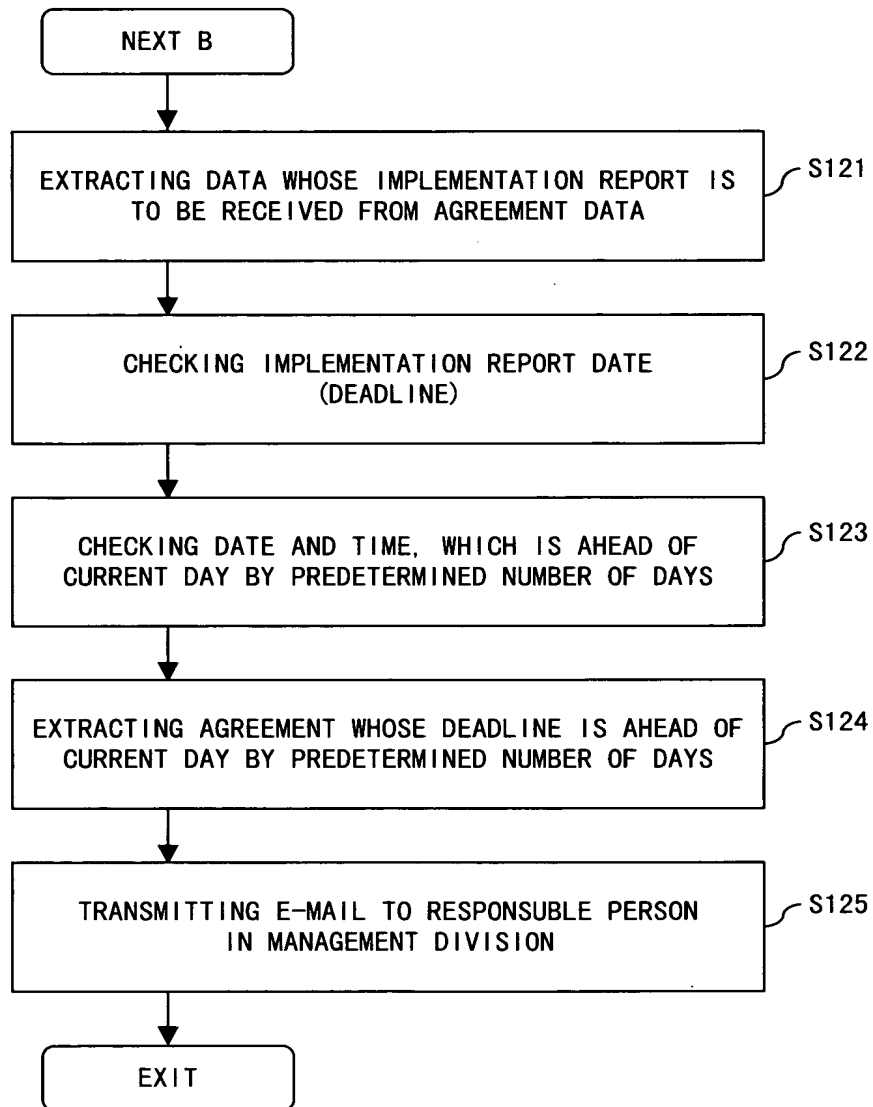 NEXT B
EXTRACTING DATA WHOSE IMPLEMENTATION REPORT IS
TO BE RECEIVED FROM AGREEMENT DATA
S121
CHECKING IMPLEMENTATION REPORT DATE
(DEADLINE)
S122
CHECKING DATE AND TIME, WHICH IS AHEAD OF
CURRENT DAY BY PREDETERMINED NUMBER OF DAYS
S123
EXTRACTING AGREEMENT WHOSE DEADLINE IS AHEAD OF
CURRENT DAY BY PREDETERMINED NUMBER OF DAYS
S124
TRANSMITTING E-MAIL TO RESPONSUBLE PERSON
IN MANAGEMENT DIVISION
S125
EXIT